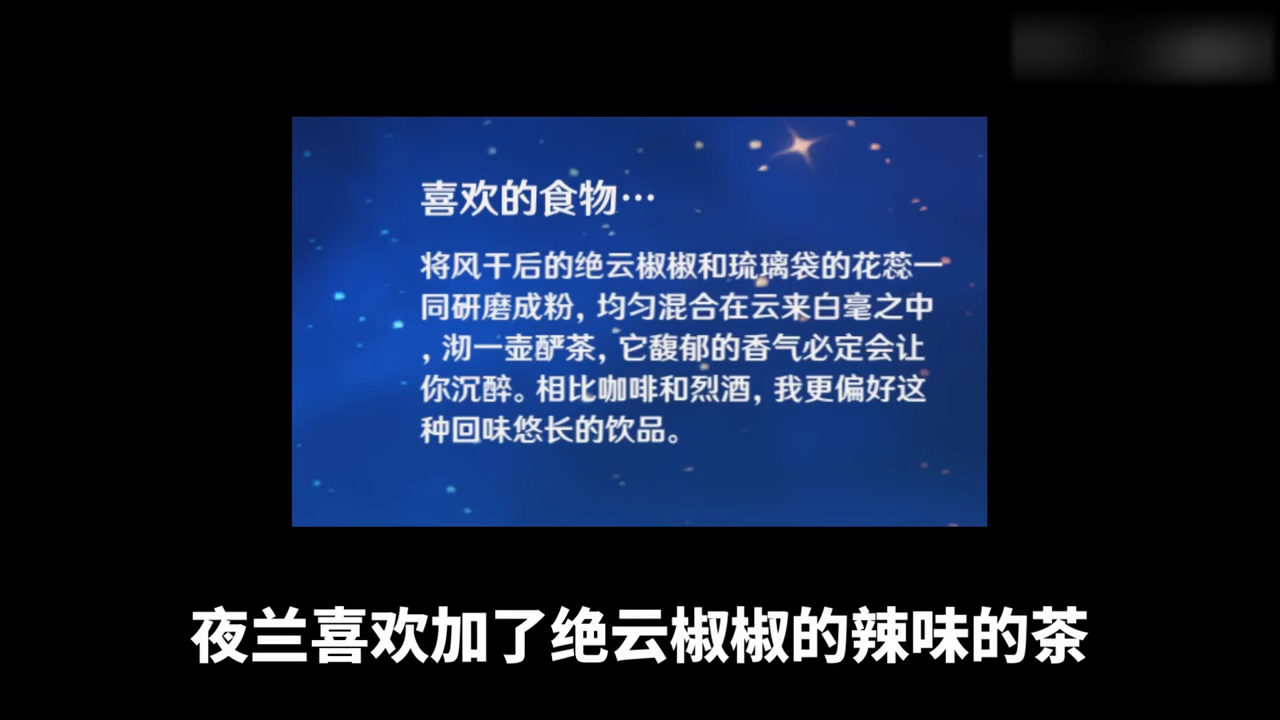 喜欢的食物…
将风干后的绝云椒椒和琉璃袋的花蕊一
同研磨成粉，均匀混合在云来白毫之中
，沏一壶酽茶，它馥郁的香气必定会让
你沉醉。相比咖啡和烈酒，我更偏好这
种回味悠长的饮品。
夜兰喜欢加了绝云椒椒的辣味的茶